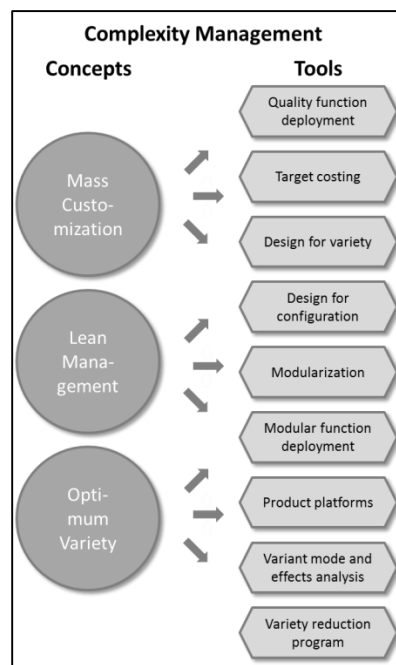 Complexity Management
Concepts
Tools
Mass
Custo-
mization
Lean
Mana-
gement
Opti-
mum
Variety
Quality function
deployment
Target costing
Design for variety
Design for
configuration
Modularization
Modular function
deployment
Product platforms
Variant mode and
effects analysis
Variety reduction
program